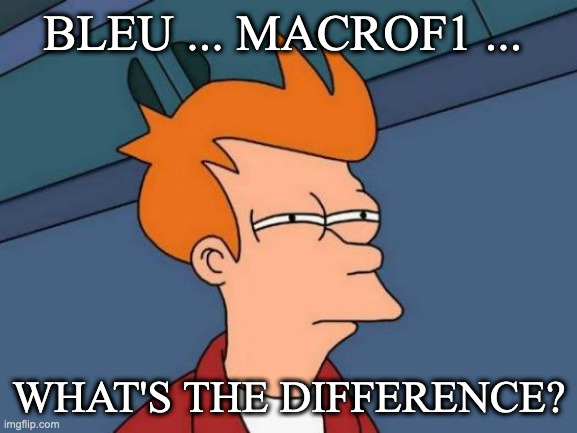 BLEU ... MACROF1 ...
WHAT'S THE DIFFERENCE?
imgflip.com